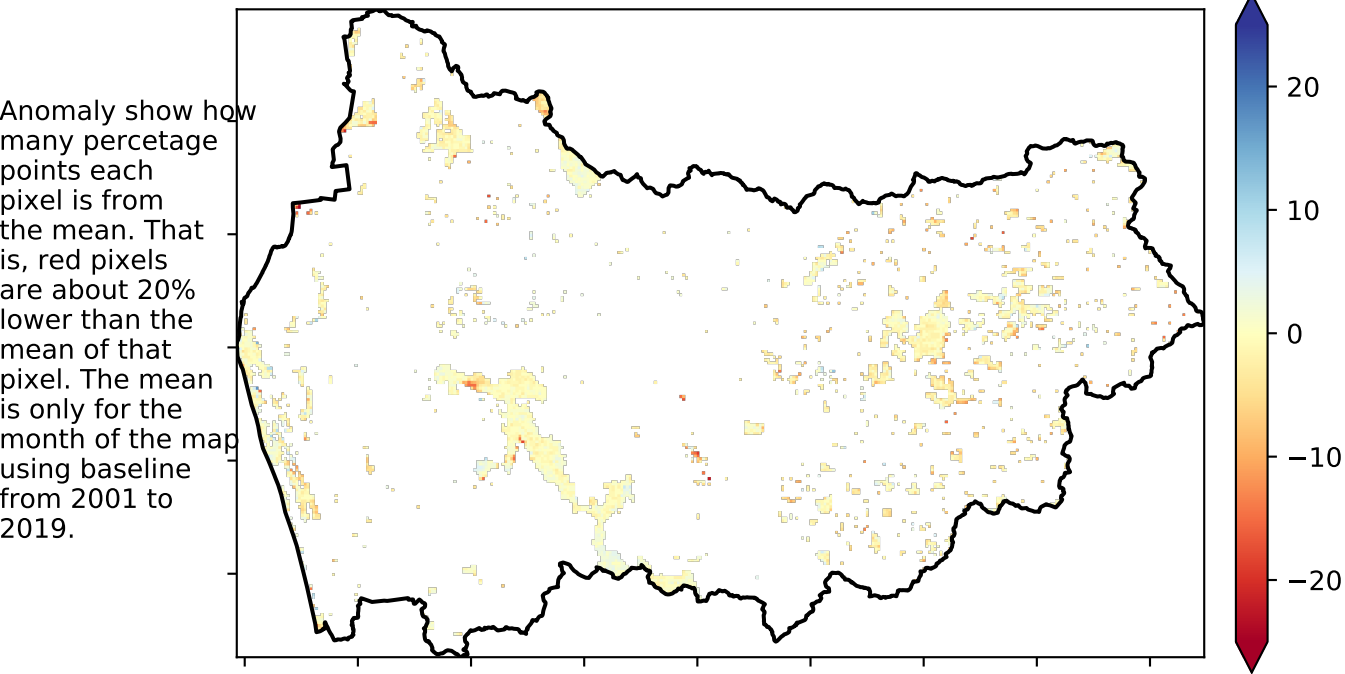 Anomaly show how
many percetage
points each
pixel is from
the mean. That
is, red pixels
are about 20%
lower than the
mean of that
pixel. The mean
is only for the
month of the map
using baseline
from 2001 to
2019.
20
10
0
−10
−20